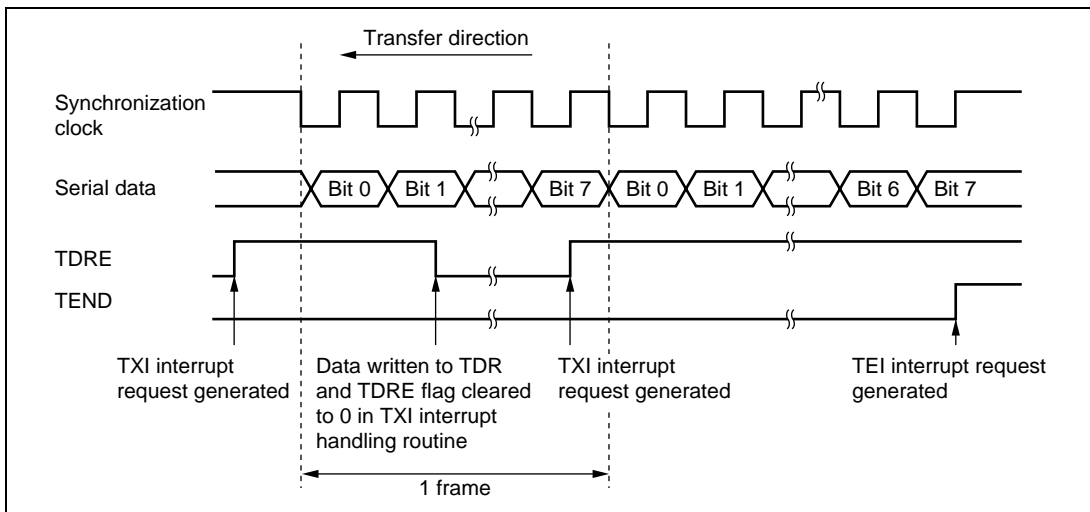 Transfer direction
Synchronization
clock
Serial data
Bit 0
Bit 1
Bit 7
Bit 0
Bit 1
Bit 6
Bit 7
TDRE
TEND
TXI interrupt
request generated
Data written to TDR
and TDRE flag cleared
to 0 in TXI interrupt
handling routine
TXI interrupt
request generated
TEI interrupt request
generated
1 frame